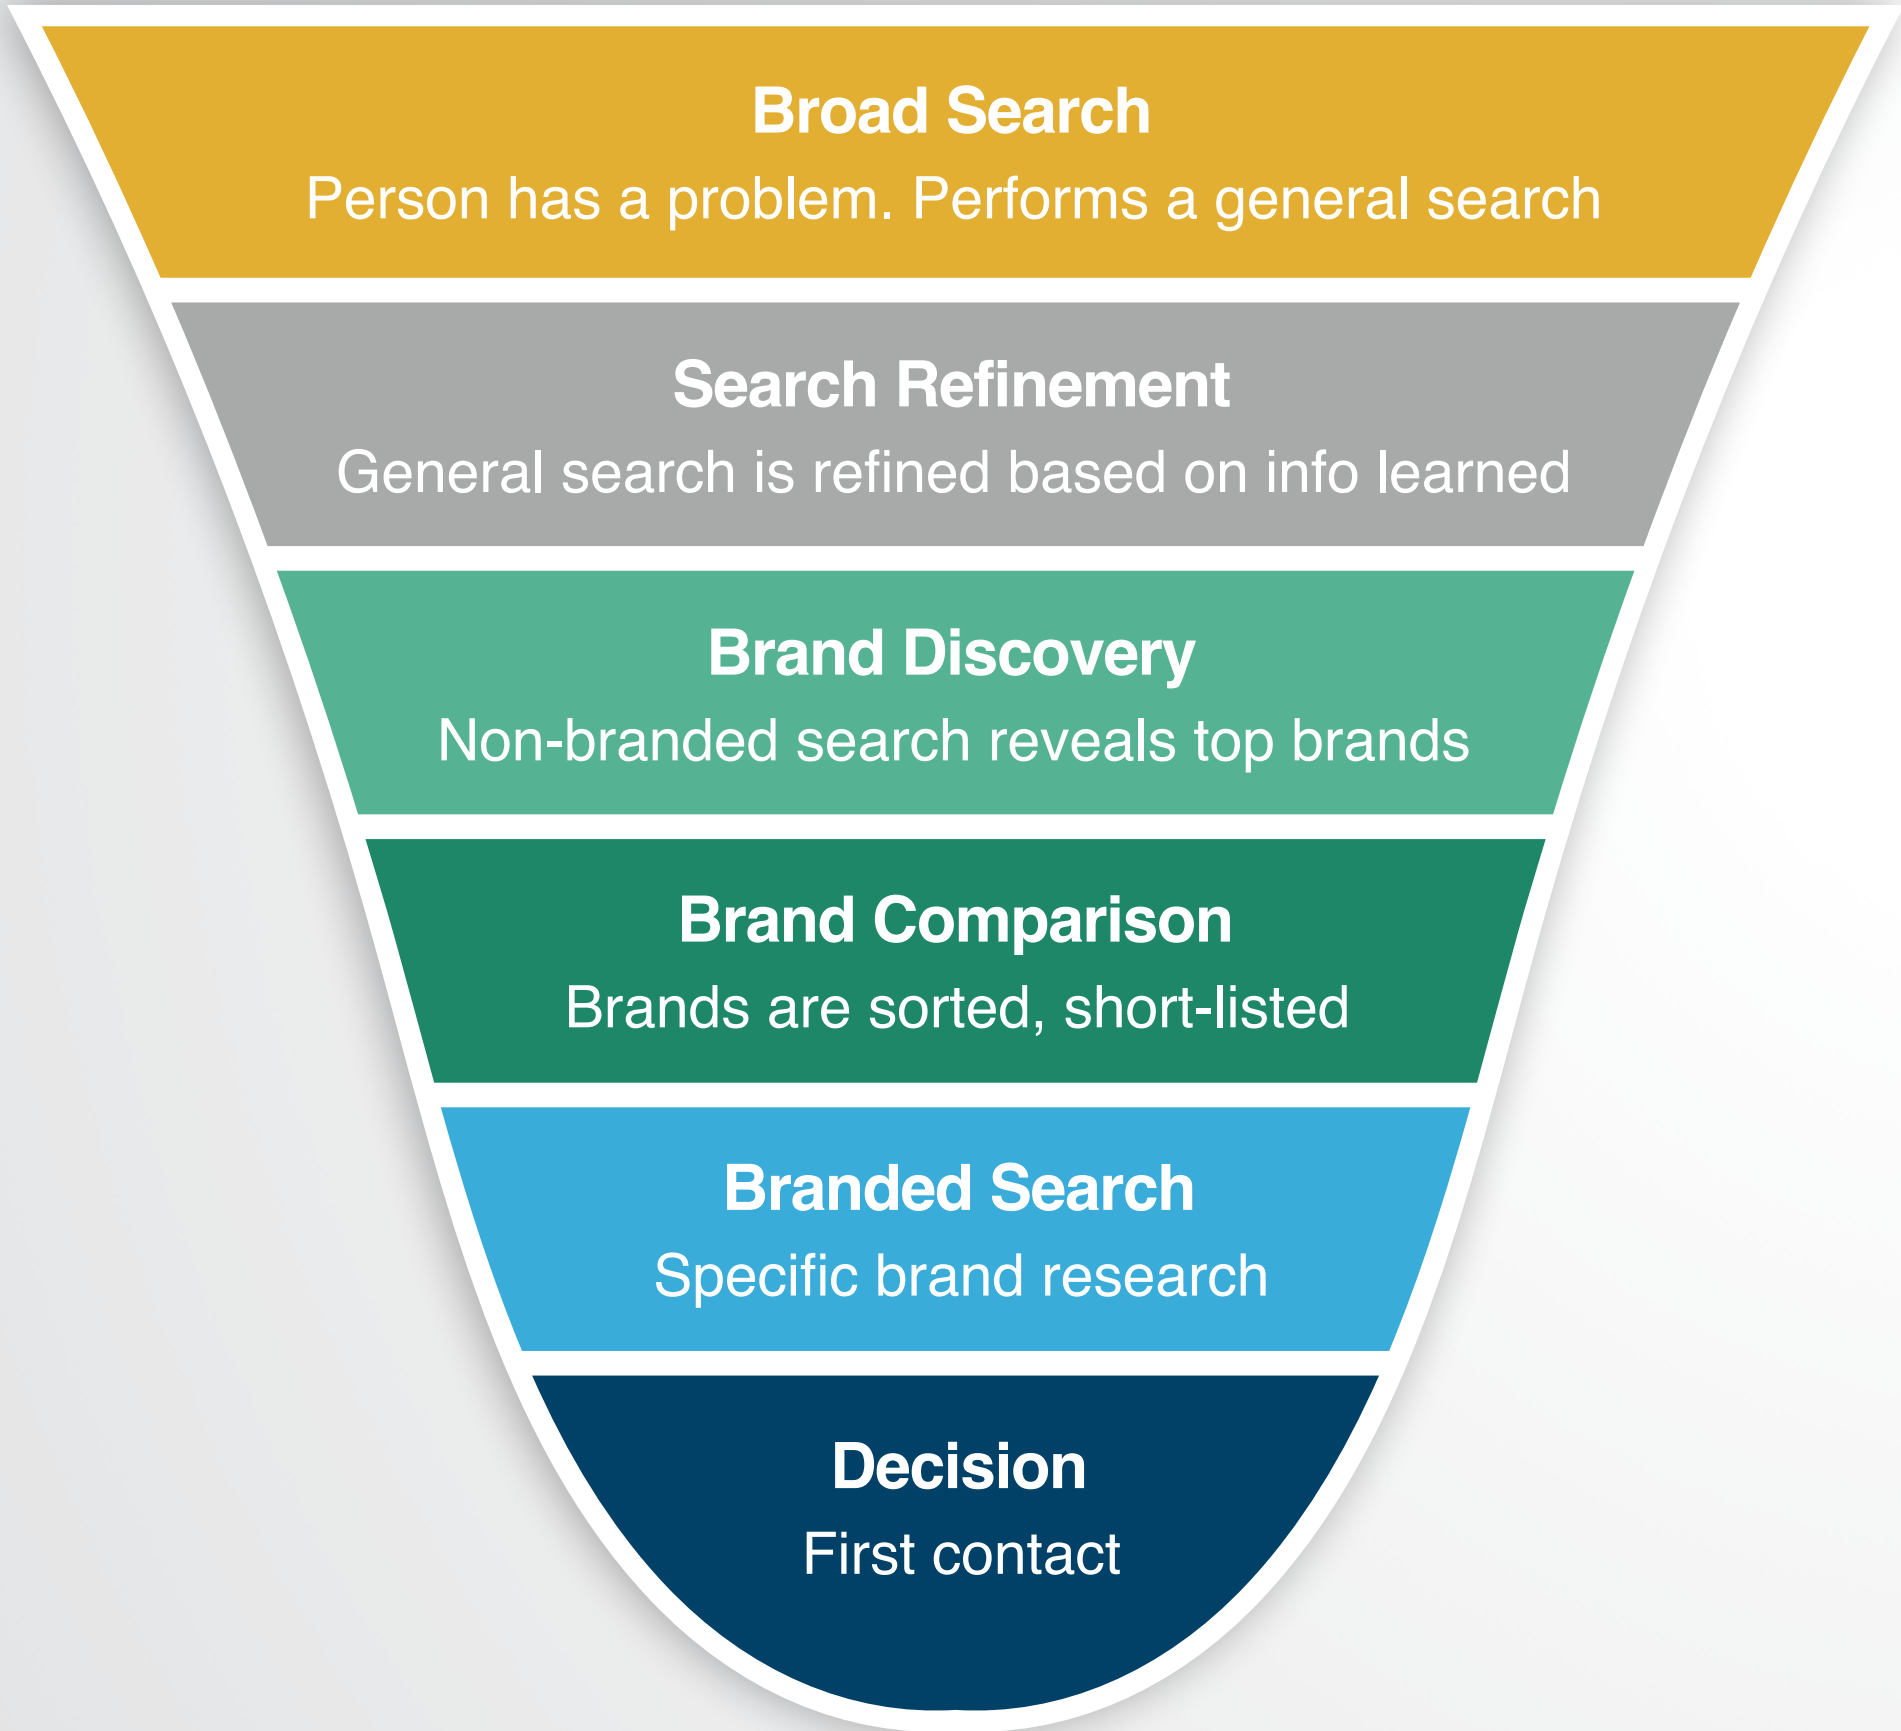 Broad Search
Person has a problem. Performs a general search
Search Refinement
General search is refined based on info learned
Brand Discovery
Non-branded search reveals top brands
Brand Comparison
Brands are sorted, short-listed
Branded Search
Specific brand research
Decision
First contact